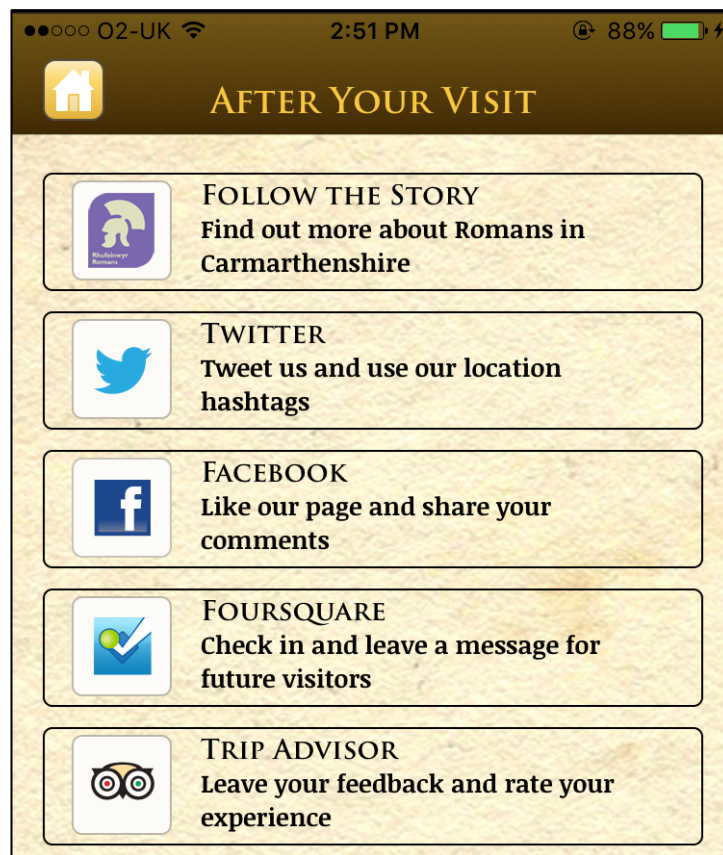 O2-UK 2:51 PM 88%
After Your Visit
Follow the Story
Find out more about Romans in
Carmarthenshire
Rhufeinwyr
Romans
Twitter
Tweet us and use our location
hashtags
Facebook
Like our page and share your
comments
f
Foursquare
Check in and leave a message for
future visitors
Trip Advisor
Leave your feedback and rate your
experience